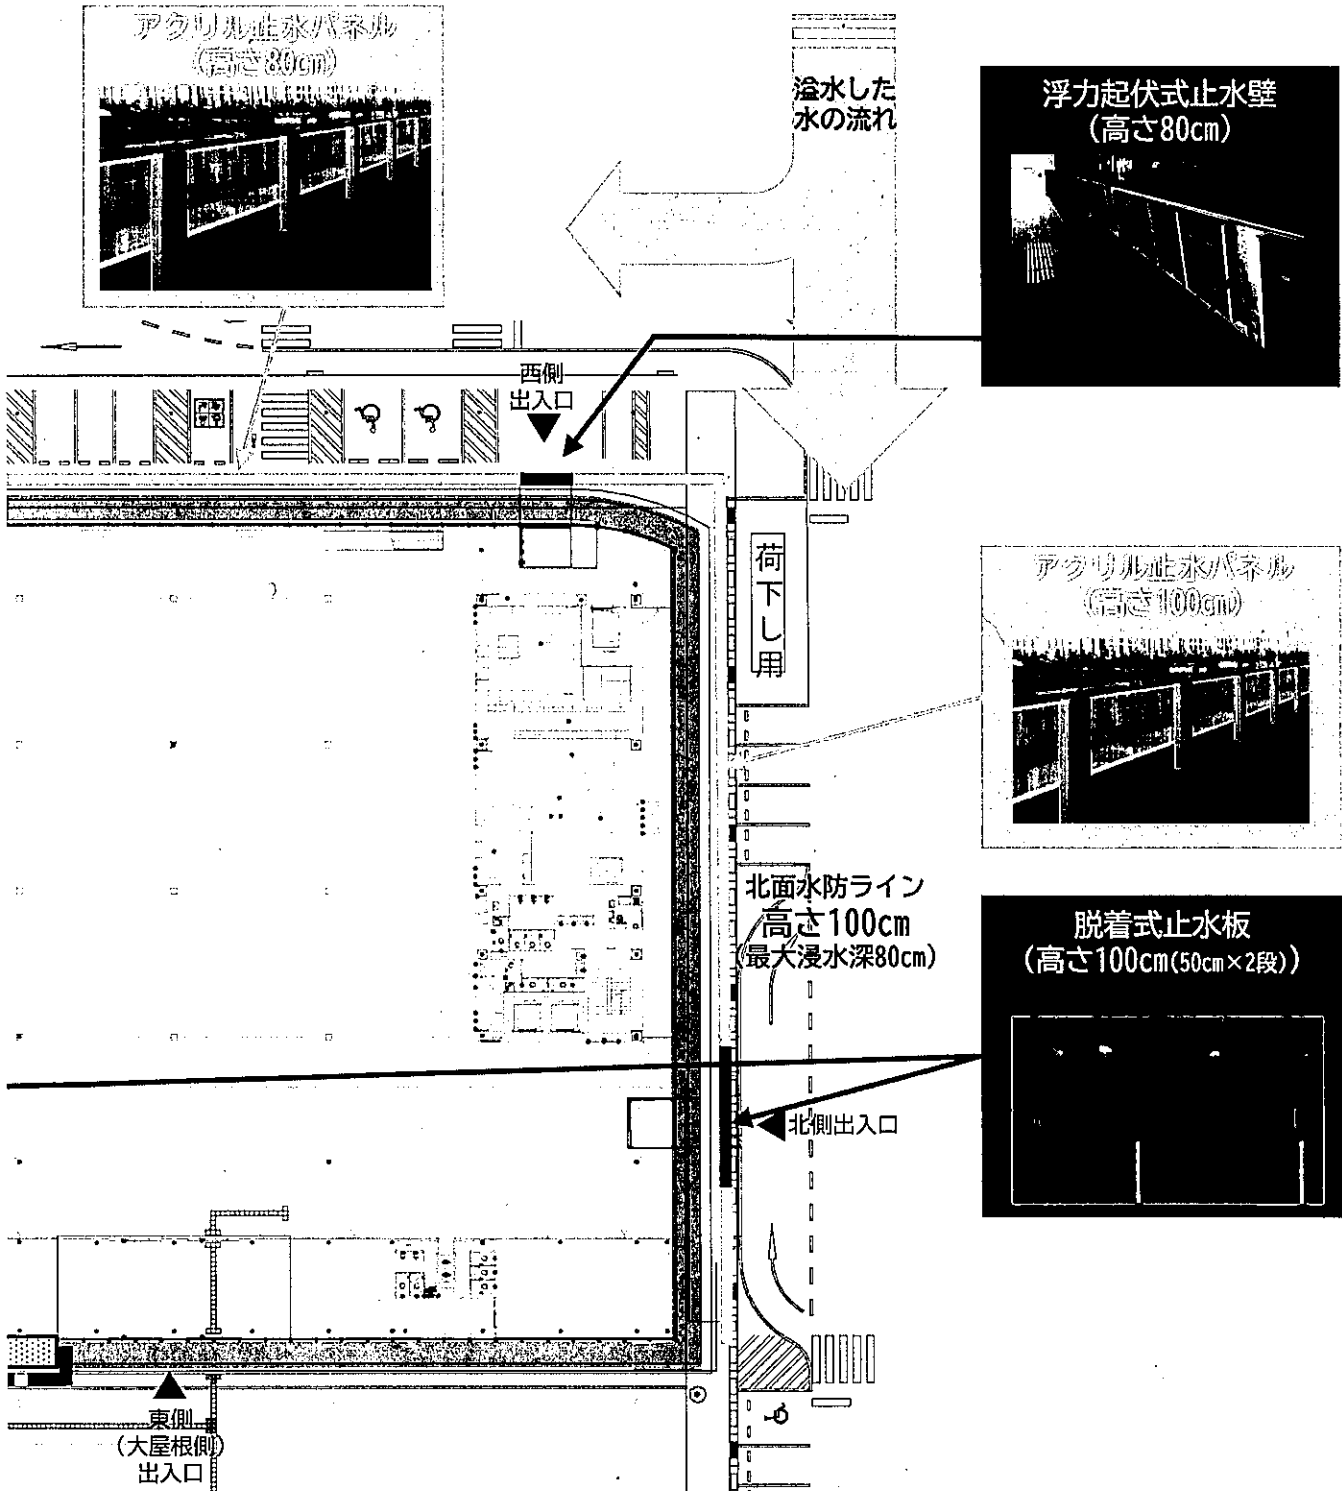 アクリル止水パネル
(高さ80cm)
溢水した
水の流れ
浮力起伏式止水壁
(高さ80cm)
西側
出入口
荷下し用
アクリル止水パネル
(高さ100cm)
北面水防ライン
高さ100cm
(最大浸水深80cm)
脱着式止水板
(高さ100cm(50cm×2段))
北側出入口
東側
(大屋根側)
出入口